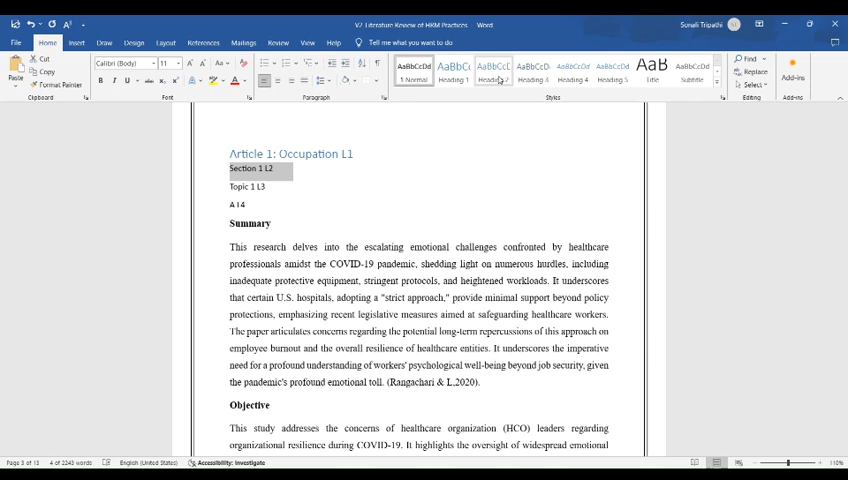 V2. Literature Review of HRM Practices - Word
Sunali Tripathi
File Home Insert Draw Design Layout References Mailings Review View Help Tell me what you want to do
Paste
Cut
Copy
Format Painter
Clipboard
Calibri (Body) 11
Font
Paragraph
AaBbCcDd 1 Normal
AaBbCc Heading 1
AaBbCcD Heading 2
AaBbCcD Heading 3
AaBbCcDd Heading 4
AaBbCcDd Heading 5
AaB Title
AaBbCcDd Subtitle
Styles
Find
Replace
Select
Editing
Add-ins
Add-ins
Article 1: Occupation L1
Section 1 L2
Topic 1 L3
A L4
Summary
This research delves into the escalating emotional challenges confronted by healthcare
professionals amidst the COVID-19 pandemic, shedding light on numerous hurdles, including
inadequate protective equipment, stringent protocols, and heightened workloads. It underscores
that certain U.S. hospitals, adopting a "strict approach," provide minimal support beyond policy
protections, emphasizing recent legislative measures aimed at safeguarding healthcare workers.
The paper articulates concerns regarding the potential long-term repercussions of this approach on
employee burnout and the overall resilience of healthcare entities. It underscores the imperative
need for a profound understanding of workers' psychological well-being beyond job security, given
the pandemic's profound emotional toll. (Rangachari & L,2020).
Objective
This study addresses the concerns of healthcare organization (HCO) leaders regarding
organizational resilience during COVID-19. It highlights the oversight of widespread emotional
Page 3 of 13 4 of 2243 words English (United States) Accessibility: Investigate 110%